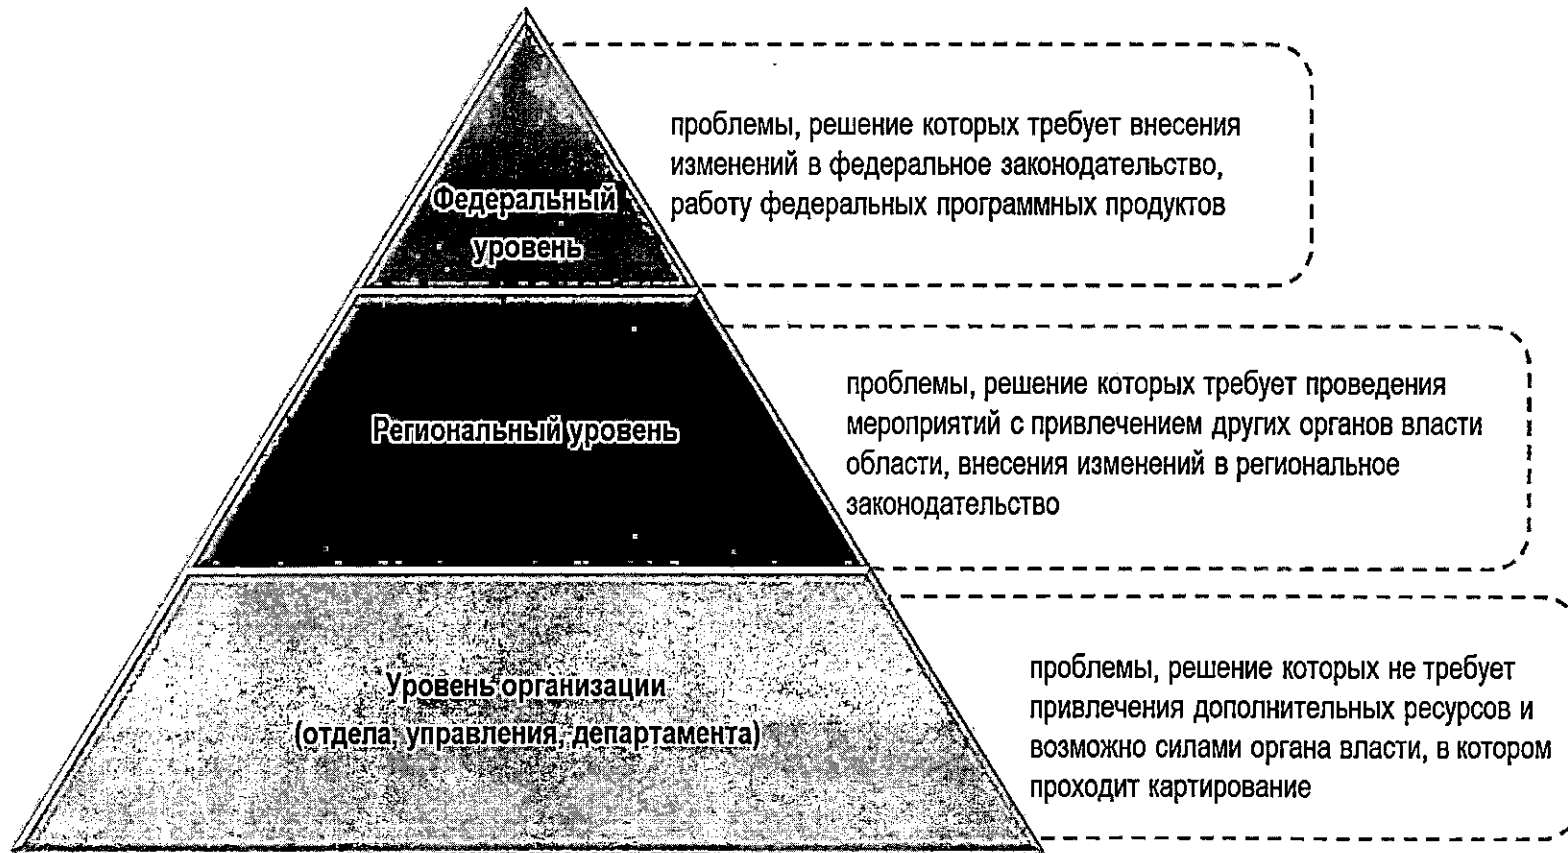 Федеральный
уровень
проблемы, решение которых требует внесения
изменений в федеральное законодательство,
работу федеральных программных продуктов
Региональный уровень
проблемы, решение которых требует проведения
мероприятий с привлечением других органов власти
области, внесения изменений в региональное
законодательство
Уровень организации
(отдела, управления, департамента)
проблемы, решение которых не требует
привлечения дополнительных ресурсов и
возможно силами органа власти, в котором
проходит картирование